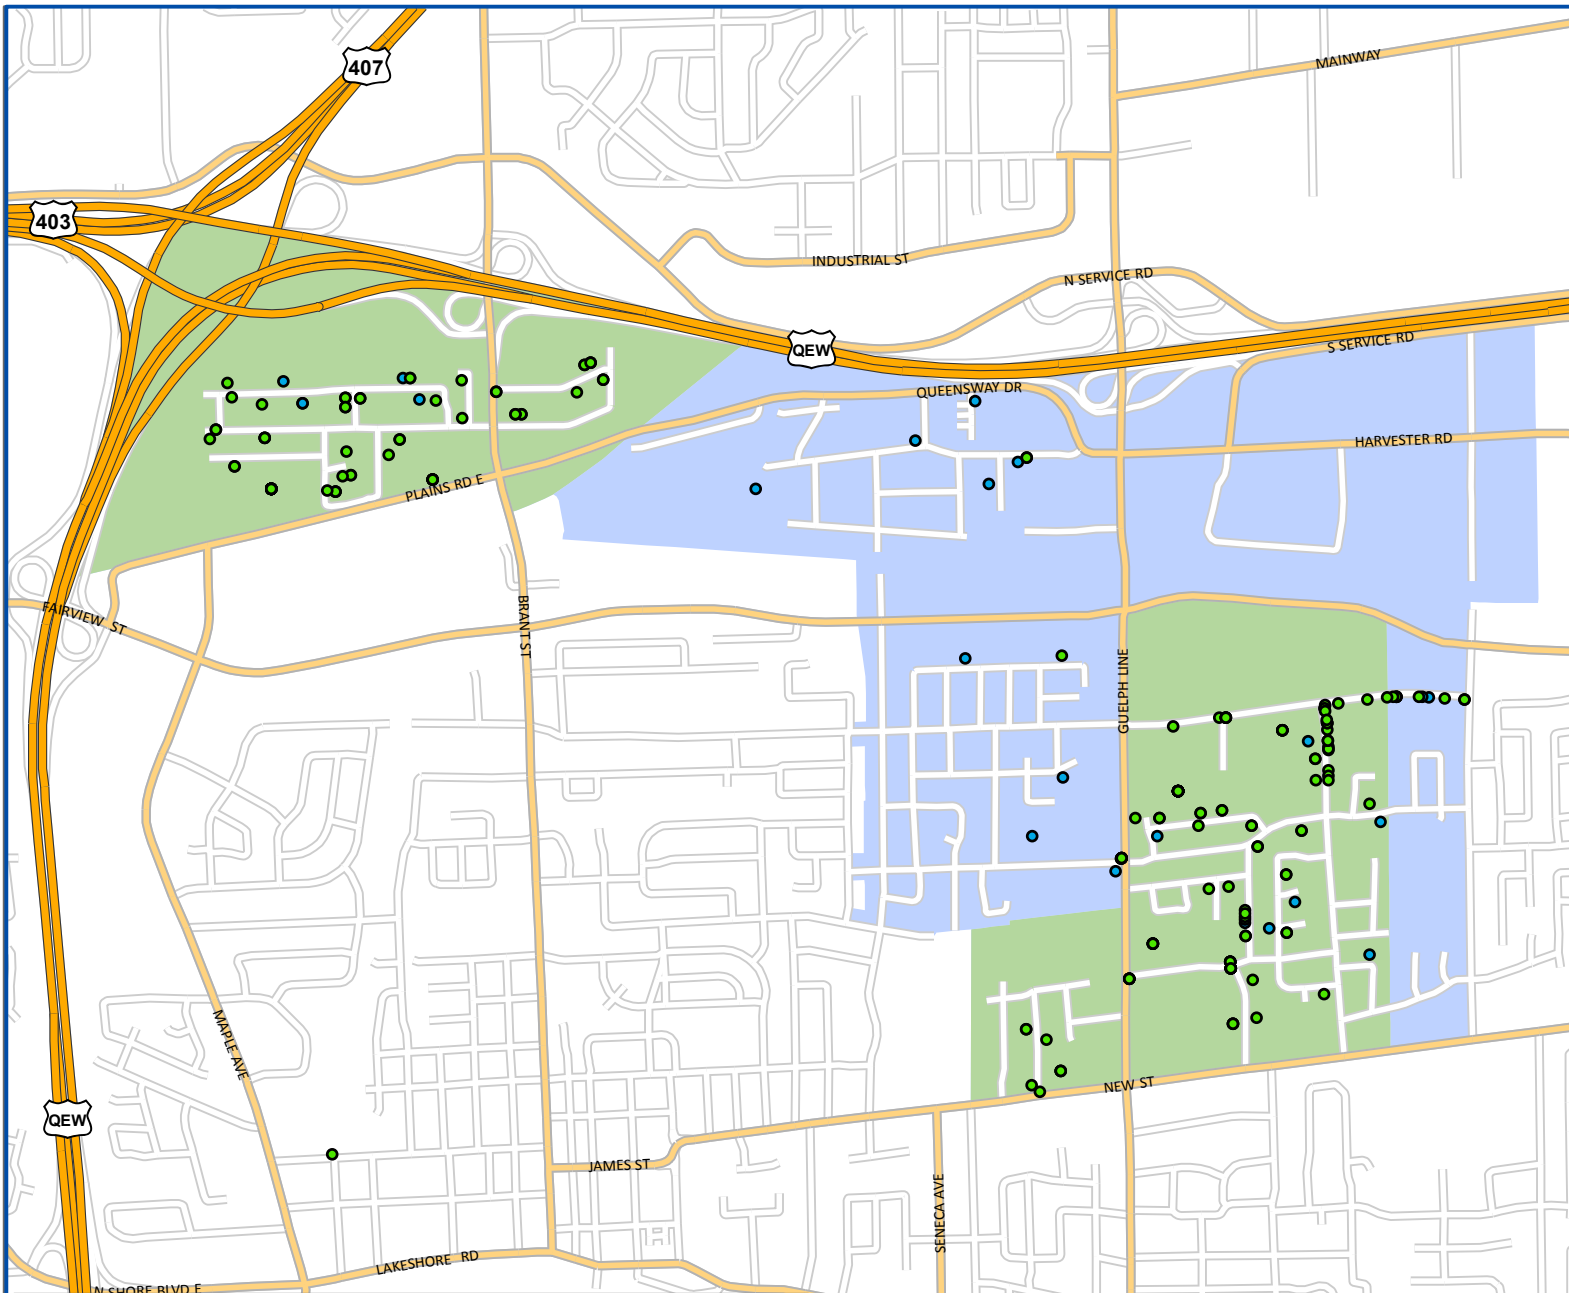 407
MAINWAY
403
INDUSTRIAL ST
N SERVICE RD
QEW
S SERVICE RD
QUEENSWAY DR
HARVESTER RD
PLAINS RD E
FAIRVIEW ST
BRANT ST
GUELPH LINE
MAPLE AVE
NEW ST
QEW
JAMES ST
SENECA AVE
LAKESHORE RD
N SHORE BLVD E